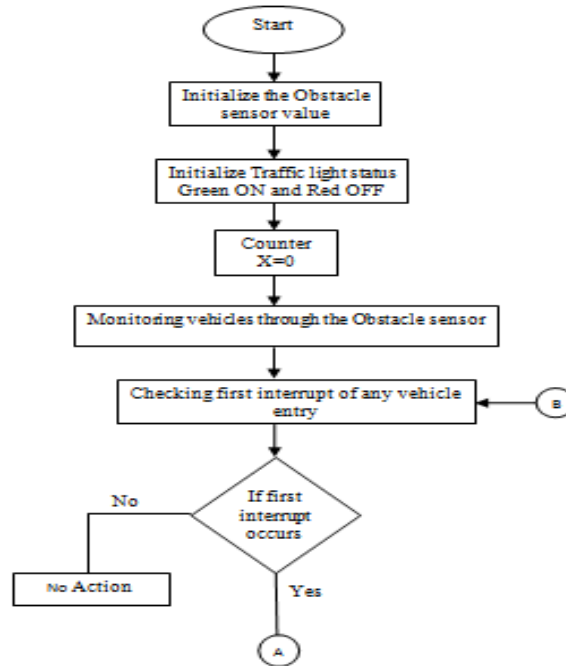 Start
Initialize the Obstacle
sensor value
Initialize Traffic light status
Green ON and Red OFF
Counter
X=0
Monitoring vehicles through the Obstacle sensor
Checking first interrupt of any vehicle
entry
B
If first
interrupt
occurs
No
No Action
Yes
A